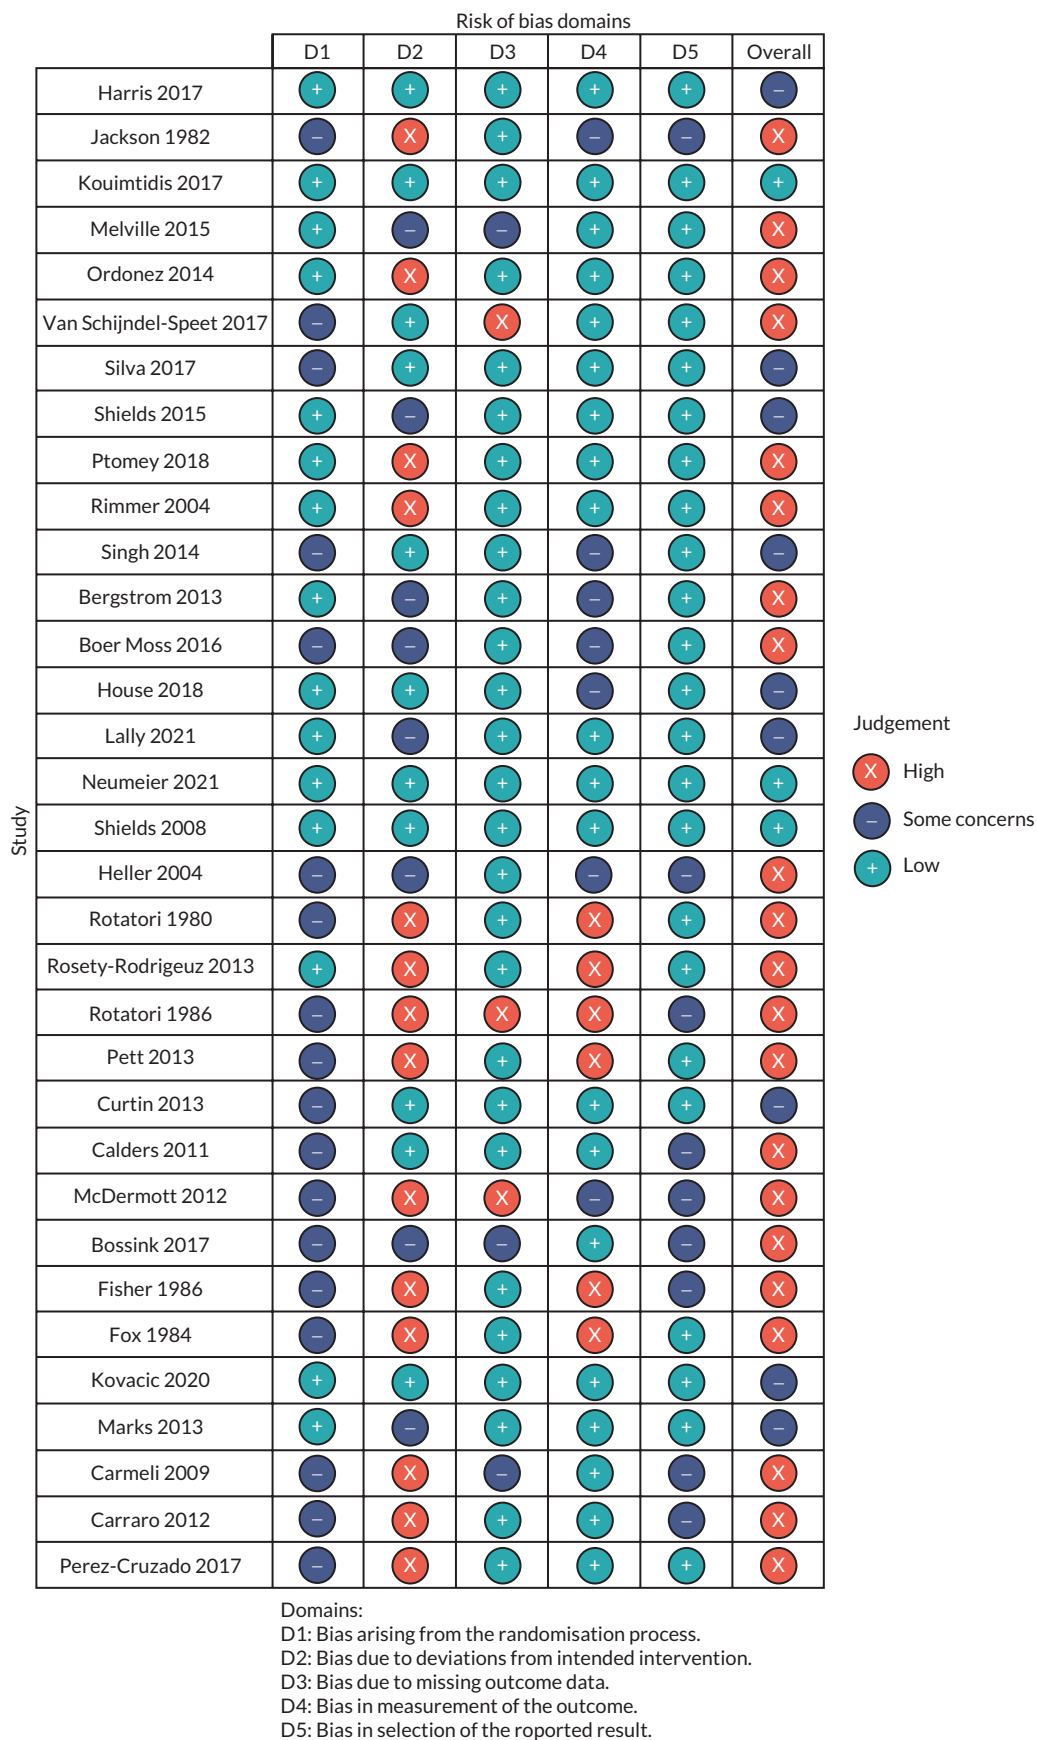 Risk of bias domains
D1 D2 D3 D4 D5 Overall
Harris 2017 + + + + + –
Jackson 1982 – X + – – X
Kouimtidis 2017 + + + + + +
Melville 2015 + – – + + X
Ordonez 2014 + X + + + X
Van Schijndel-Speet 2017 – + X + + X
Silva 2017 – + + + + –
Shields 2015 + – + + + –
Ptomey 2018 + X + + + X
Rimmer 2004 + X + + + X
Singh 2014 – + + – + –
Bergstrom 2013 + – + – + X
Boer Moss 2016 – – + – + X
House 2018 + + + – + –
Lally 2021 + – + + + –
Neumeier 2021 + + + + + +
Shields 2008 + + + + + +
Heller 2004 – – + – – X
Rotatori 1980 – X + X + X
Rosety-Rodrigeuz 2013 + X + X + X
Rotatori 1986 – X X X – X
Pett 2013 – X + X + X
Curtin 2013 – + + + + –
Calders 2011 – + + + – X
McDermott 2012 – X X – – X
Bossink 2017 – – – + – X
Fisher 1986 – X + X – X
Fox 1984 – X + X + X
Kovacic 2020 + + + + + –
Marks 2013 + – + + + –
Carmeli 2009 – X – + – X
Carraro 2012 – X + + – X
Perez-Cruzado 2017 – X + + + X
Study
Judgement
X High
– Some concerns
+ Low
Domains:
D1: Bias arising from the randomisation process.
D2: Bias due to deviations from intended intervention.
D3: Bias due to missing outcome data.
D4: Bias in measurement of the outcome.
D5: Bias in selection of the roported result.